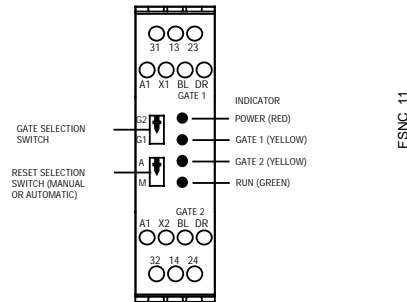 31 13 23
A1 X1 BL DR
GATE 1
INDICATOR
G2
POWER (RED)
GATE SELECTION
SWITCH
G1
GATE 1 (YELLOW)
A
GATE 2 (YELLOW)
RESET SELECTION
SWITCH (MANUAL
OR AUTOMATIC)
M
RUN (GREEN)
GATE 2
A1 X2 BL DR
32 14 24
FSNC_11